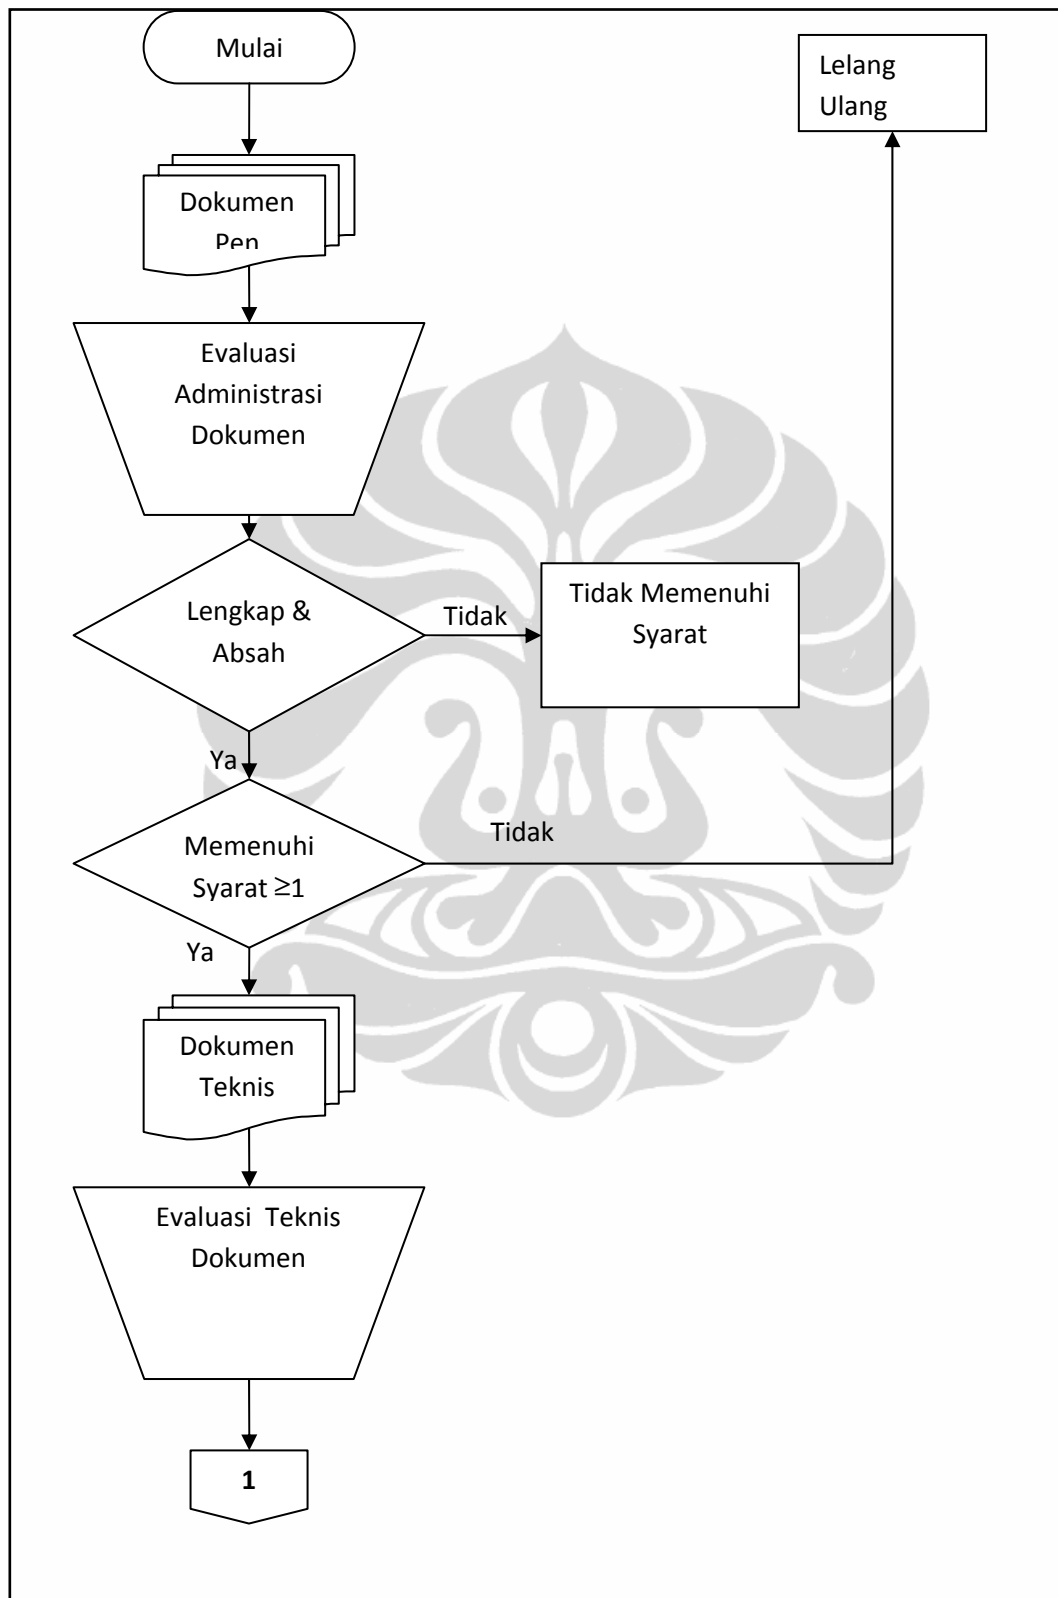 Mulai
Lelang
Ulang
Dokumen
Pen
Evaluasi
Administrasi
Dokumen
Lengkap &
Absah
Tidak
Tidak Memenuhi
Syarat
Ya
Memenuhi
Syarat ≥1
Tidak
Ya
Dokumen
Teknis
Evaluasi Teknis
Dokumen
1